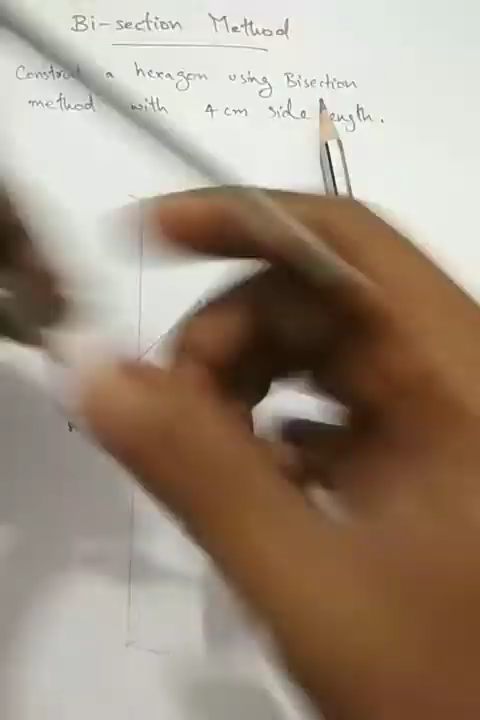 Bi-section Method
Construct a hexagon using Bisection
method with 4 cm side length.